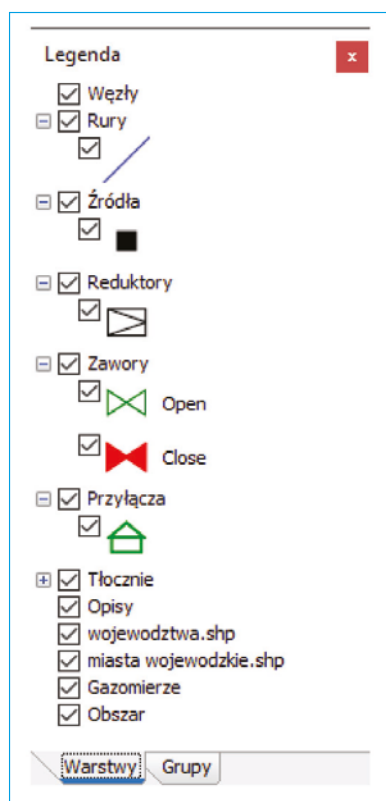 Legenda
x
Węzły
Rury
Źródła
Reduktory
Zawory
Open
Close
Przyłącza
Tłocznie
Opisy
wojewodztwa.shp
miasta wojewodzkie.shp
Gazomierze
Obszar
Warstwy Grupy